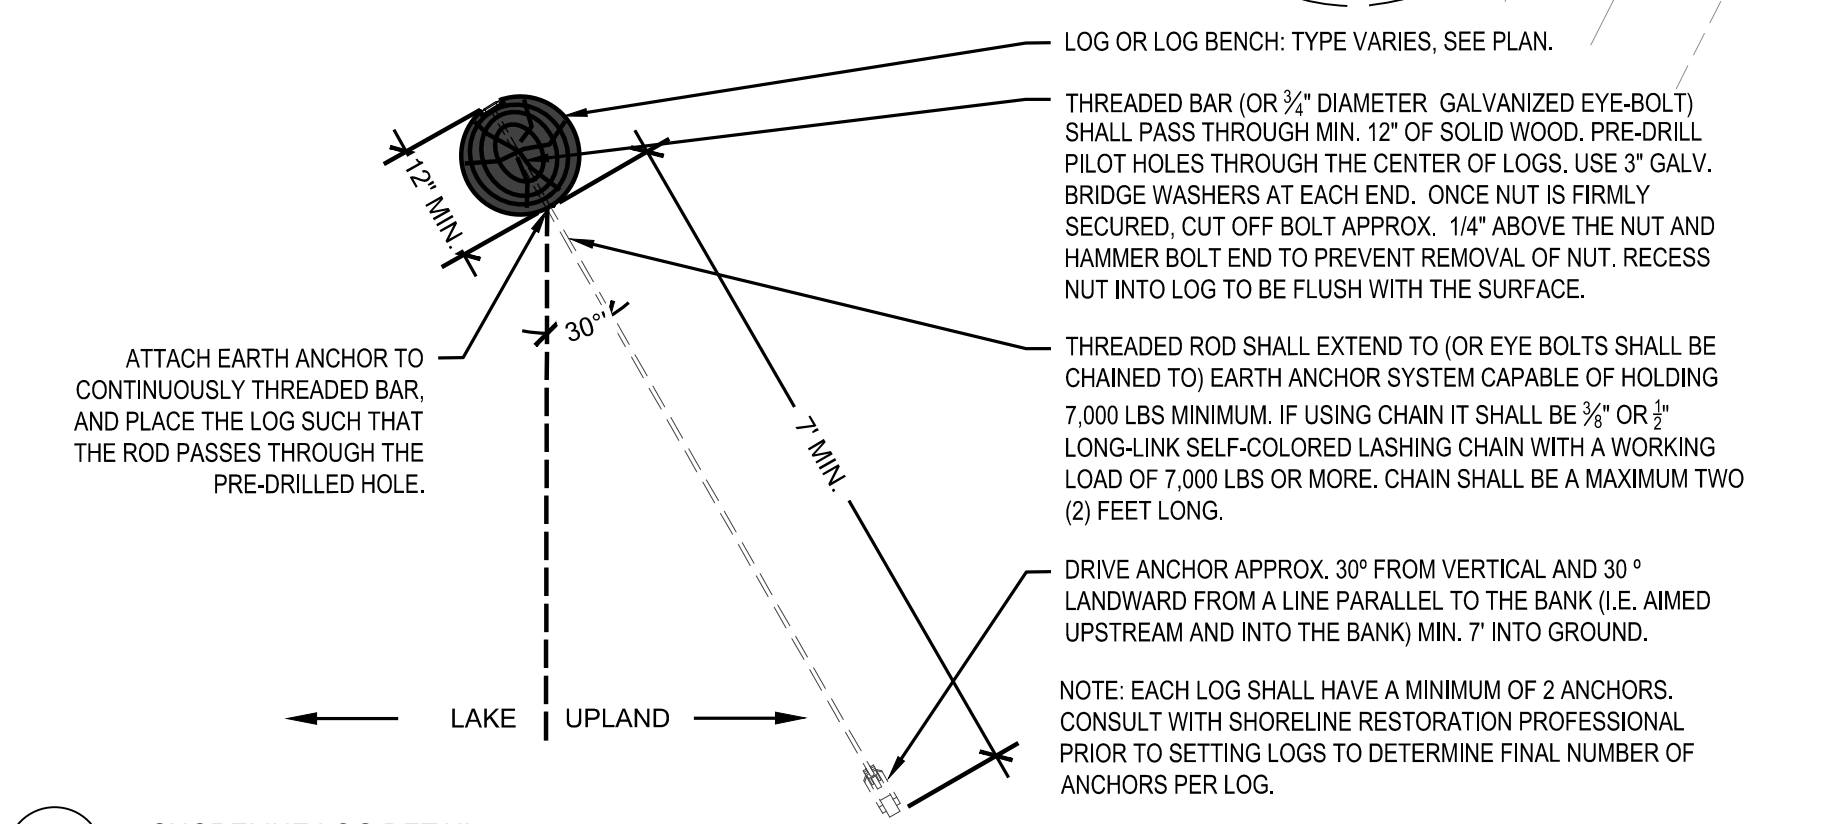 LOG OR LOG BENCH: TYPE VARIES, SEE PLAN.
THREADED BAR (OR ¾" DIAMETER GALVANIZED EYE-BOLT)
SHALL PASS THROUGH MIN. 12" OF SOLID WOOD. PRE-DRILL
PILOT HOLES THROUGH THE CENTER OF LOGS. USE 3" GALV.
BRIDGE WASHERS AT EACH END. ONCE NUT IS FIRMLY
SECURED, CUT OFF BOLT APPROX. 1/4" ABOVE THE NUT AND
HAMMER BOLT END TO PREVENT REMOVAL OF NUT. RECESS
NUT INTO LOG TO BE FLUSH WITH THE SURFACE.
12" MIN.
30°
7' MIN.
ATTACH EARTH ANCHOR TO
CONTINUOUSLY THREADED BAR,
AND PLACE THE LOG SUCH THAT
THE ROD PASSES THROUGH THE
PRE-DRILLED HOLE.
THREADED ROD SHALL EXTEND TO (OR EYE BOLTS SHALL BE
CHAINED TO) EARTH ANCHOR SYSTEM CAPABLE OF HOLDING
7,000 LBS MINIMUM. IF USING CHAIN IT SHALL BE ⅜" OR ½"
LONG-LINK SELF-COLORED LASHING CHAIN WITH A WORKING
LOAD OF 7,000 LBS OR MORE. CHAIN SHALL BE A MAXIMUM TWO
(2) FEET LONG.
DRIVE ANCHOR APPROX. 30º FROM VERTICAL AND 30 º
LANDWARD FROM A LINE PARALLEL TO THE BANK (I.E. AIMED
UPSTREAM AND INTO THE BANK) MIN. 7' INTO GROUND.
LAKE
UPLAND
NOTE: EACH LOG SHALL HAVE A MINIMUM OF 2 ANCHORS.
CONSULT WITH SHORELINE RESTORATION PROFESSIONAL
PRIOR TO SETTING LOGS TO DETERMINE FINAL NUMBER OF
ANCHORS PER LOG.